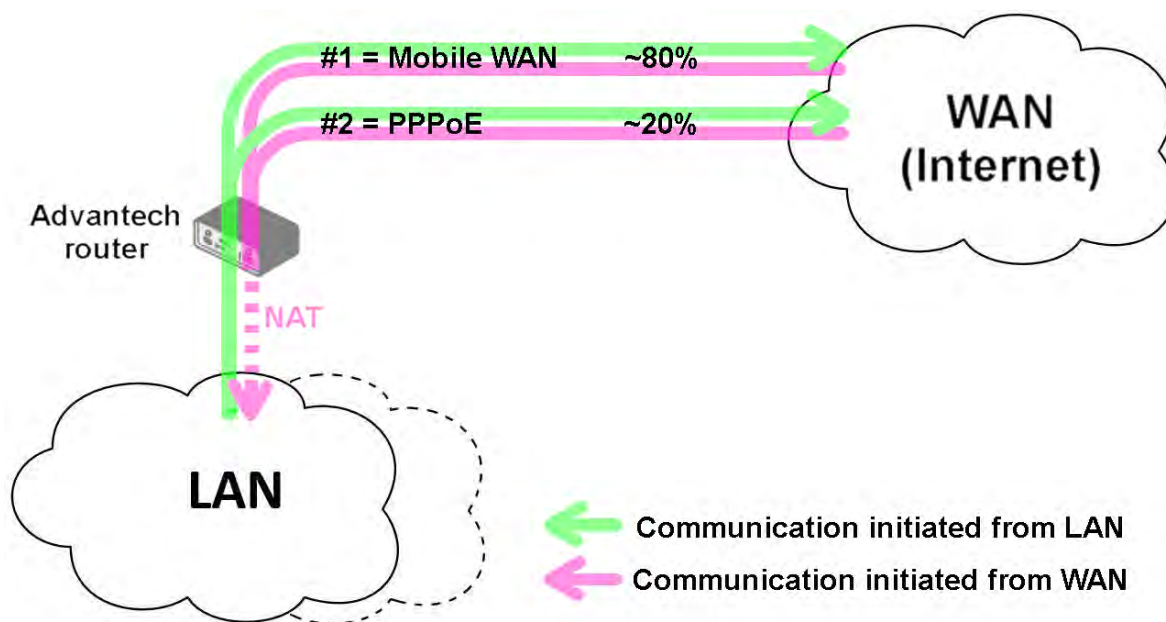 #1 = Mobile WAN ~80%
#2 = PPPoE ~20%
WAN
(Internet)
Advantech
router
NAT
LAN
Communication initiated from LAN
Communication initiated from WAN